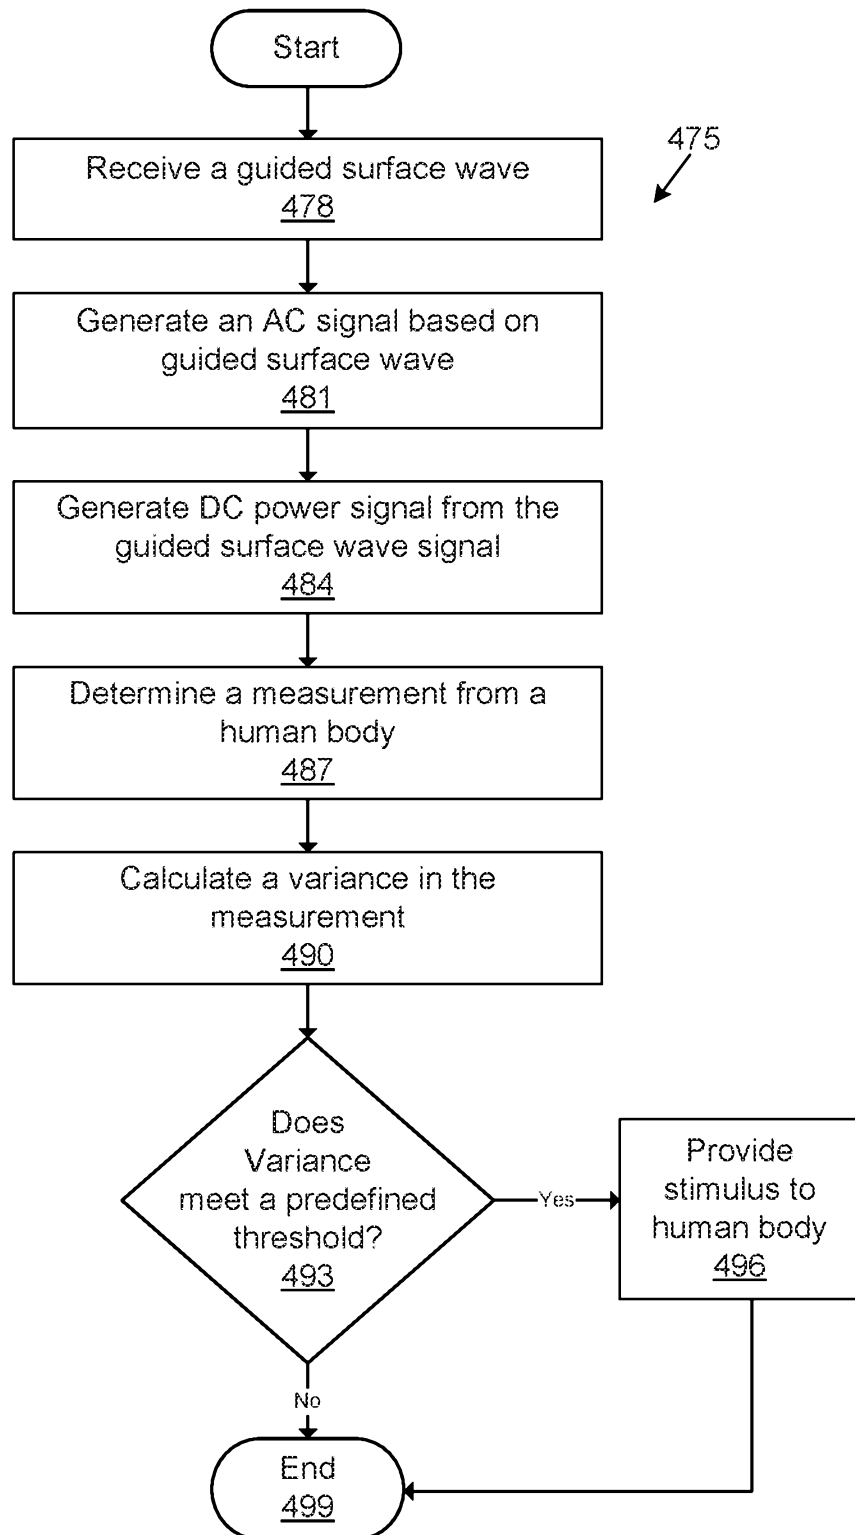 Start
475
Receive a guided surface wave
478
Generate an AC signal based on
guided surface wave
481
Generate DC power signal from the
guided surface wave signal
484
Determine a measurement from a
human body
487
Calculate a variance in the
measurement
490
Does
Variance
meet a predefined
threshold?
493
Yes
Provide
stimulus to
human body
496
No
End
499